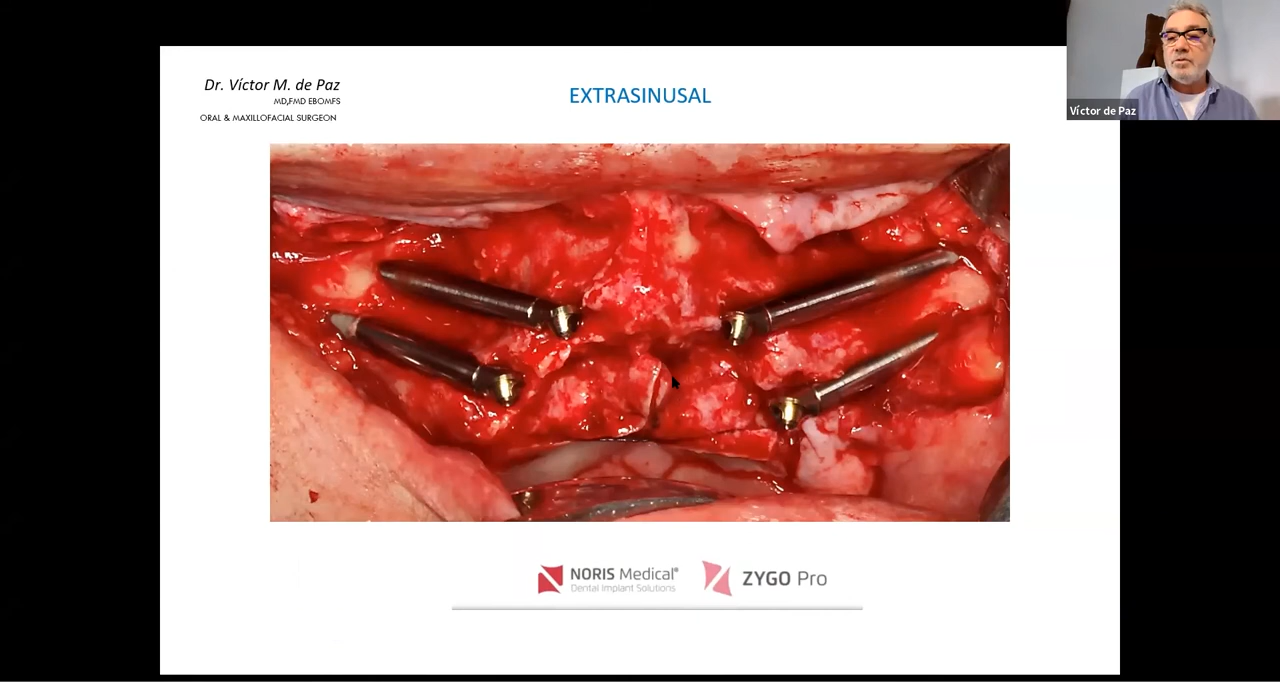 Dr. Víctor M. de Paz
MD,FMD EBOMFS
ORAL & MAXILLOFACIAL SURGEON
EXTRASINUSAL
Víctor de Paz
NORIS Medical®
Dental Implant Solutions
ZYGO Pro